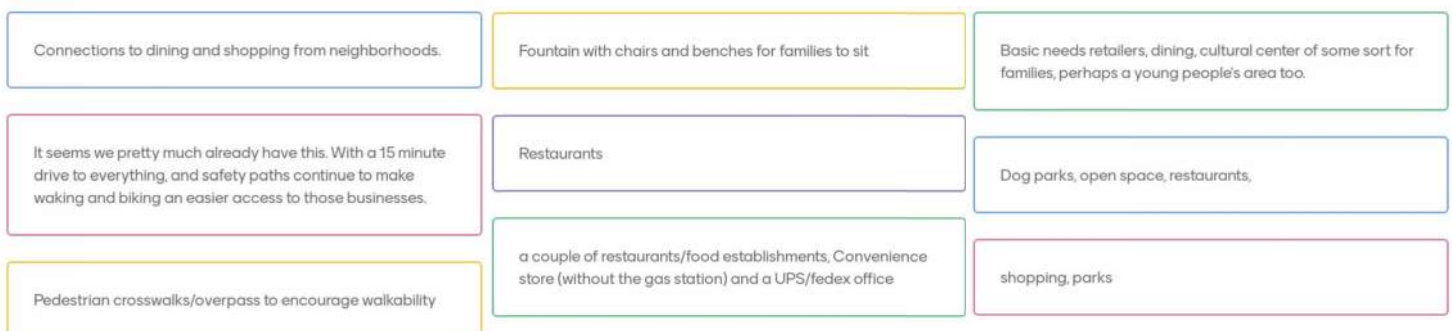 Connections to dining and shopping from neighborhoods.
It seems we pretty much already have this. With a 15 minute
drive to everything, and safety paths continue to make
waking and biking an easier access to those businesses.
Pedestrian crosswalks/overpass to encourage walkability
Fountain with chairs and benches for families to sit
Restaurants
a couple of restaurants/food establishments, Convenience
store (without the gas station) and a UPS/fedex office
Basic needs retailers, dining, cultural center of some sort for
families, perhaps a young people's area too.
Dog parks, open space, restaurants,
shopping, parks